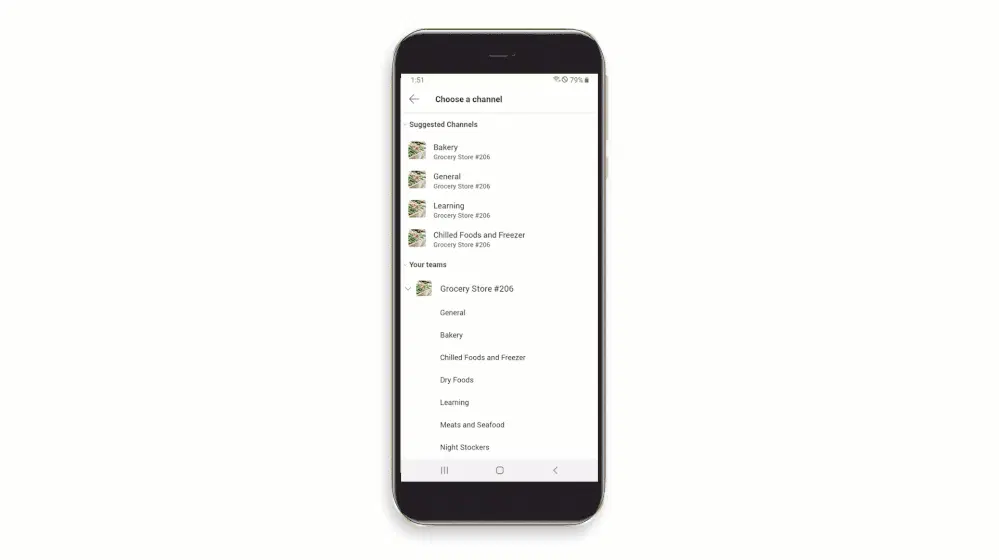 1:51
79%
Choose a channel
Suggested Channels
Bakery
Grocery Store #206
General
Grocery Store #206
Learning
Grocery Store #206
Chilled Foods and Freezer
Grocery Store #206
Your teams
Grocery Store #206
General
Bakery
Chilled Foods and Freezer
Dry Foods
Learning
Meats and Seafood
Night Stockers